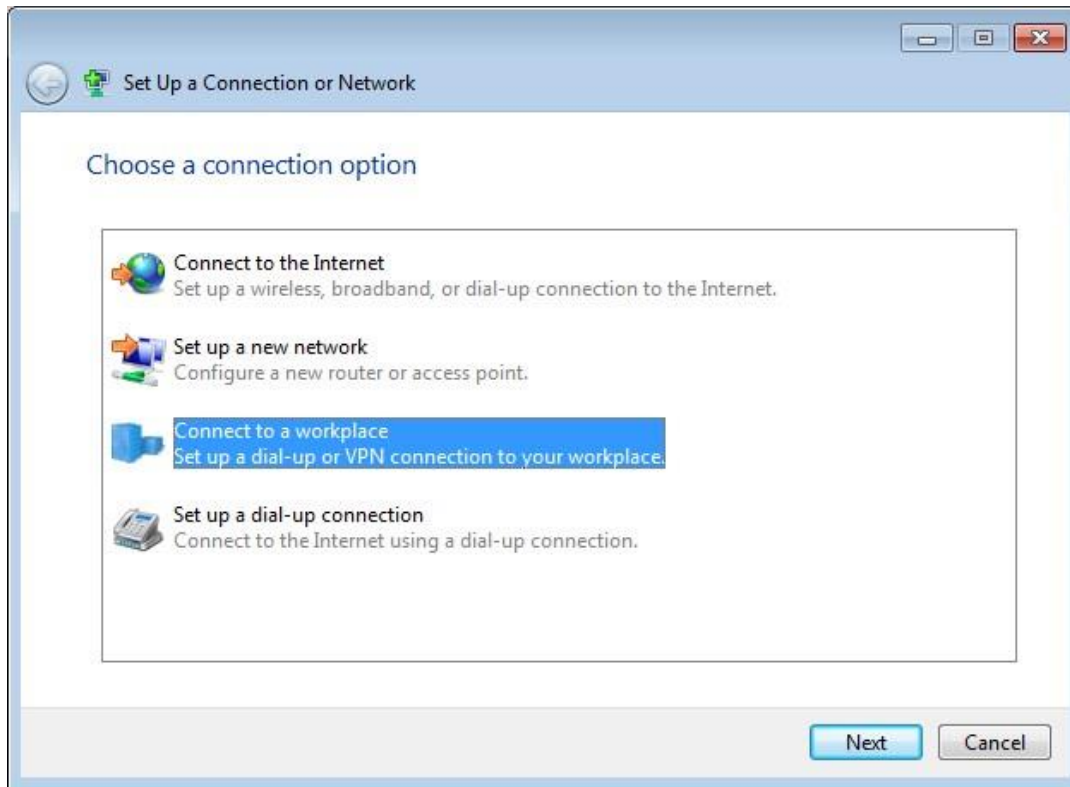 Set Up a Connection or Network
Choose a connection option
Connect to the Internet
Set up a wireless, broadband, or dial-up connection to the Internet.
Set up a new network
Configure a new router or access point.
Connect to a workplace
Set up a dial-up or VPN connection to your workplace.
Set up a dial-up connection
Connect to the Internet using a dial-up connection.
Next Cancel